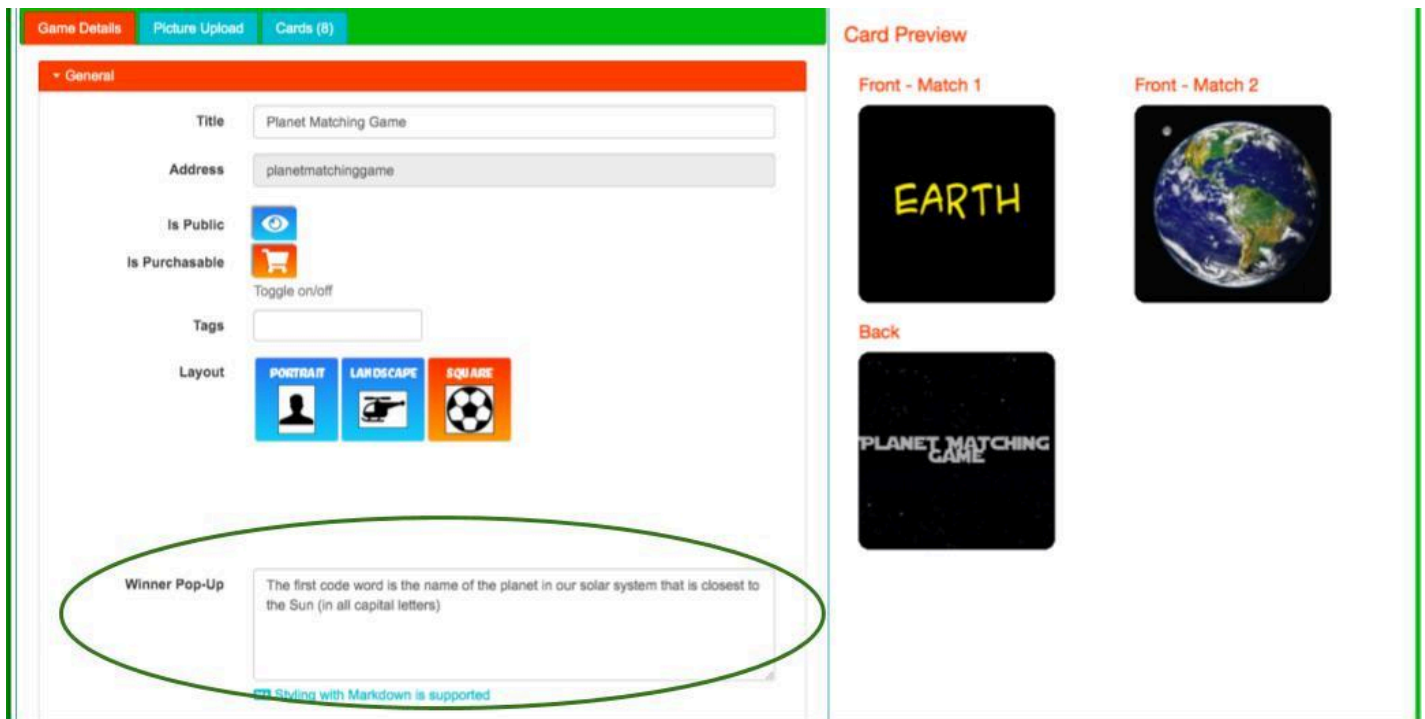 Game Details Picture Upload Cards (8)
General
Title Planet Matching Game
Address planetmatchinggame
Is Public
Is Purchasable
Toggle on/off
Tags
Layout PORTRAIT LANDSCAPE SQUARE
Winner Pop-Up The first code word is the name of the planet in our solar system that is closest to
the Sun (in all capital letters)
Styling with Markdown is supported
Card Preview
Front - Match 1 Front - Match 2
EARTH
Back
PLANET MATCHING
GAME